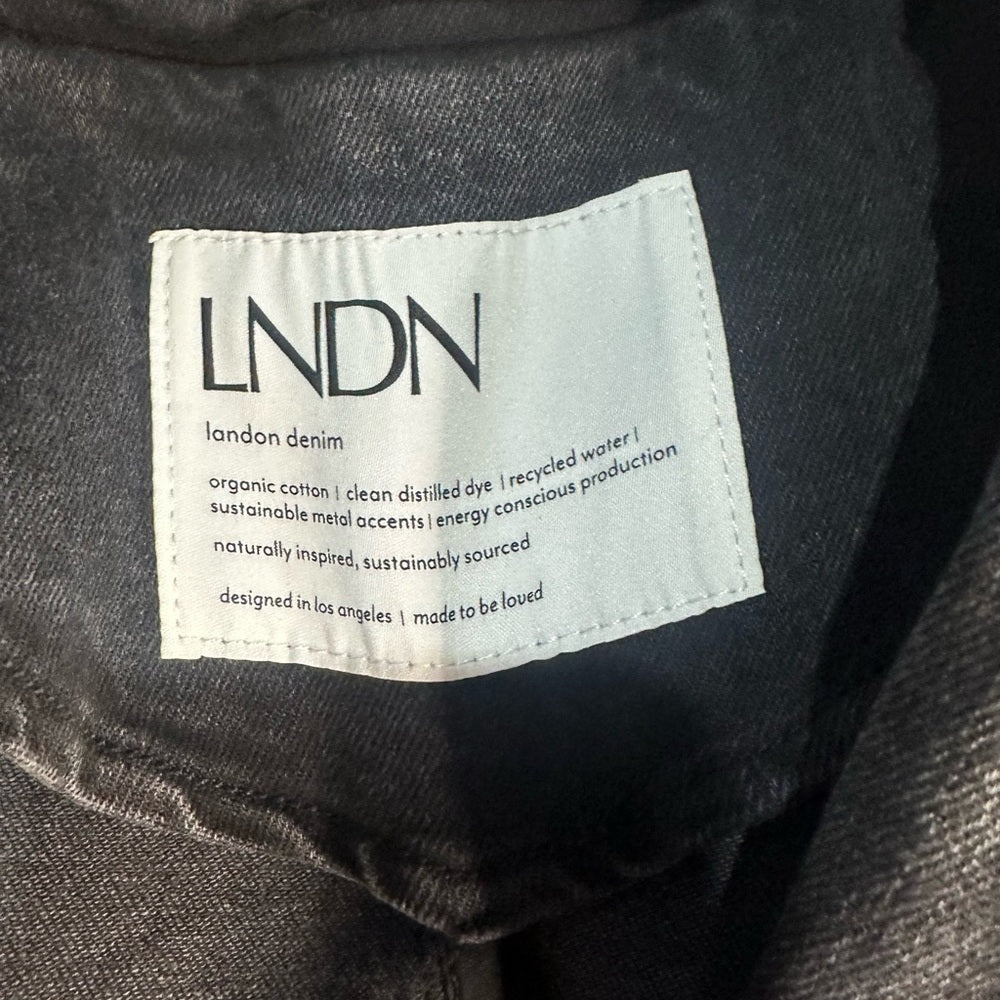 LNDN
landon denim
organic cotton | clean distilled dye | recycled water |
sustainable metal accents | energy conscious production
naturally inspired, sustainably sourced
designed in los angeles | made to be loved